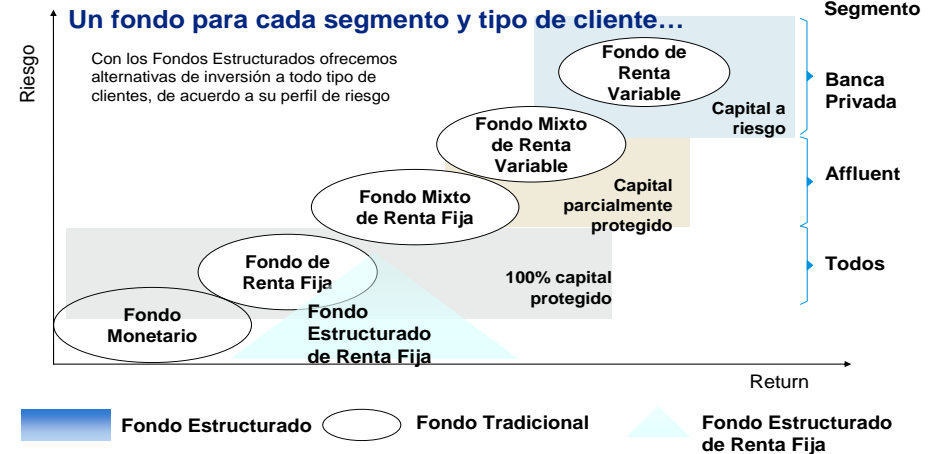 Un fondo para cada segmento y tipo de cliente…
Segmento
Riesgo
Con los Fondos Estructurados ofrecemos
alternativas de inversión a todo tipo de
clientes, de acuerdo a su perfil de riesgo
Fondo de
Renta
Variable
Capital a
riesgo
Banca
Privada
Fondo Mixto
de Renta
Variable
Capital
parcialmente
protegido
Affluent
Fondo Mixto
de Renta Fija
Fondo de
Renta Fija
100% capital
protegido
Todos
Fondo
Monetario
Fondo
Estructurado
de Renta Fija
Return
Fondo Estructurado
Fondo Tradicional
Fondo Estructurado
de Renta Fija